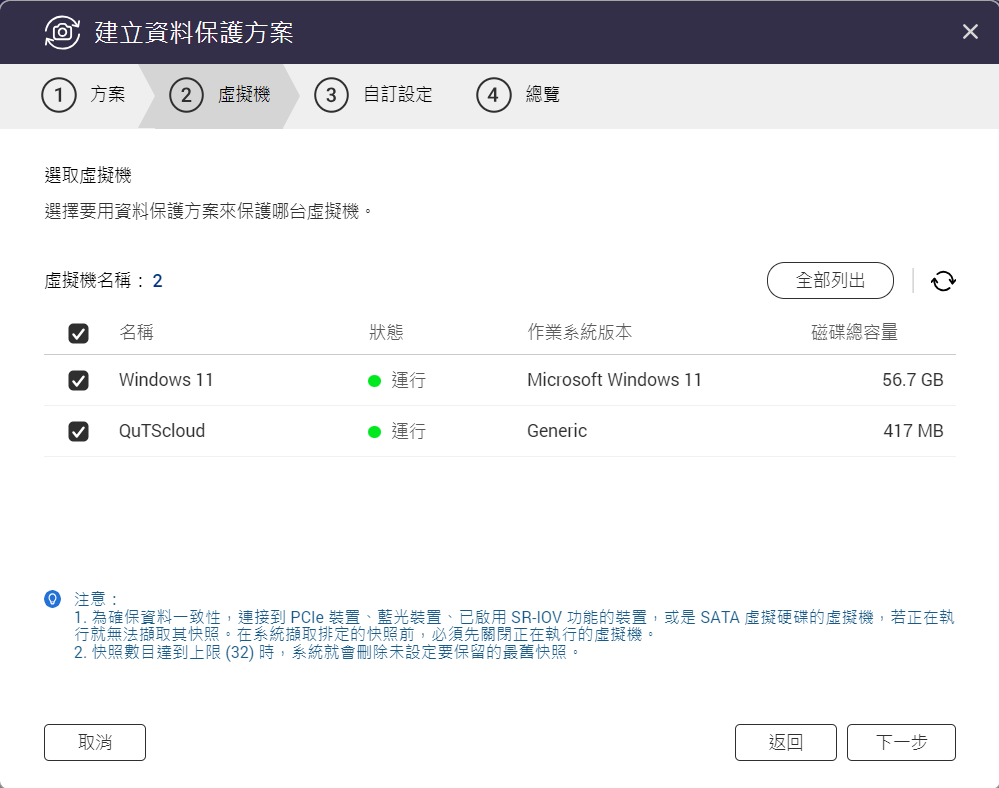 建立資料保護方案
1 方案 2 虛擬機 3 自訂設定 4 總覽
選取虛擬機
選擇要用資料保護方案來保護哪台虛擬機。
虛擬機名稱： 2 全部列出
名稱 狀態 作業系統版本 磁碟總容量
Windows 11 運行 Microsoft Windows 11 56.7 GB
QuTScloud 運行 Generic 417 MB
注意：
1. 為確保資料一致性，連接到 PCIe 裝置、藍光裝置、已啟用 SR-IOV 功能的裝置，或是 SATA 虛擬硬碟的虛擬機，若正在執
行就無法擷取其快照。在系統擷取排定的快照前，必須先關閉正在執行的虛擬機。
2. 快照數目達到上限 (32) 時，系統就會刪除未設定要保留的最舊快照。
取消 返回 下一步